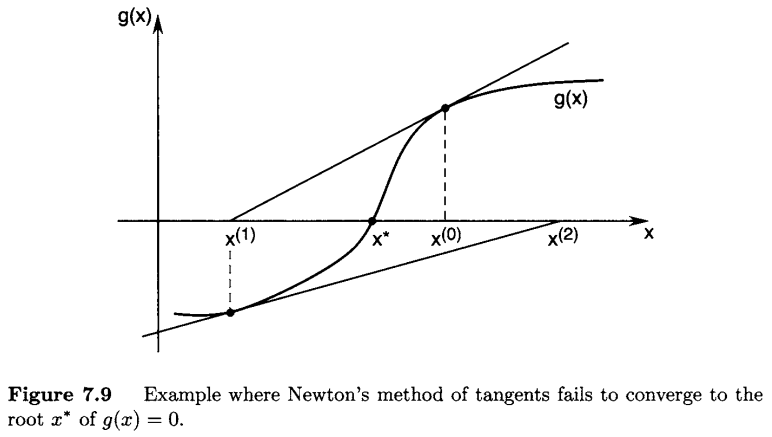 g(x)
g(x)
x⁽¹⁾ x* x⁽⁰⁾ x⁽²⁾ x
Figure 7.9 Example where Newton's method of tangents fails to converge to the
root x* of g(x) = 0.